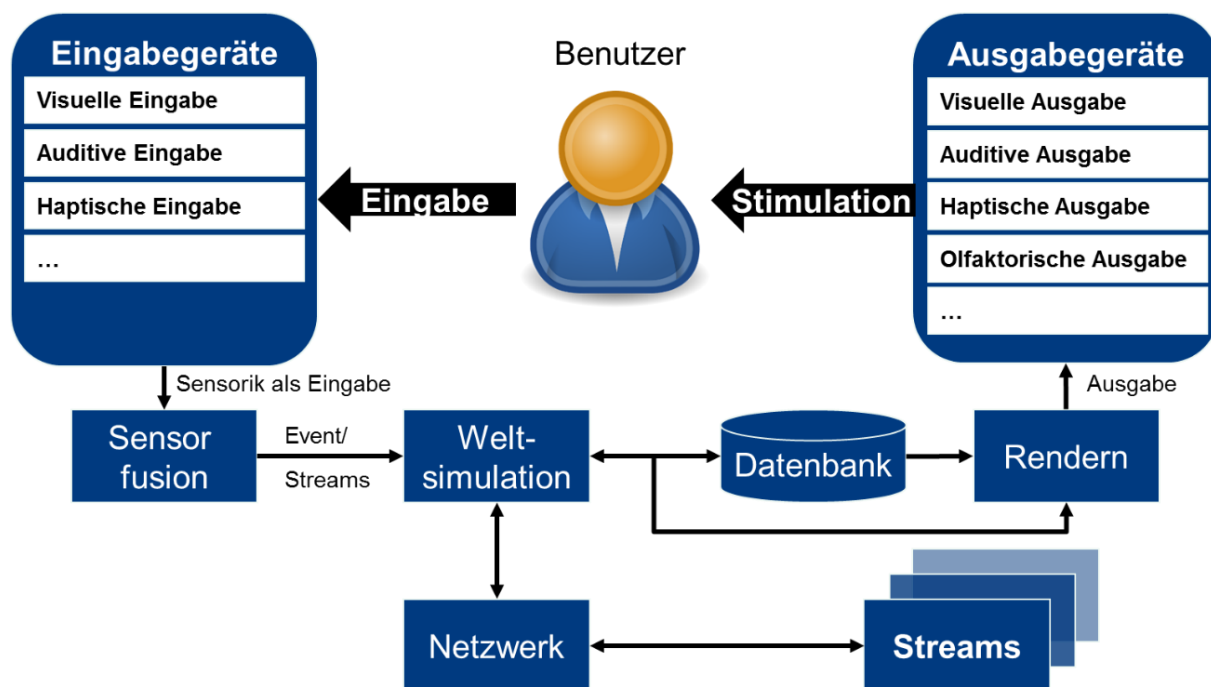 Eingabegeräte
Visuelle Eingabe
Auditive Eingabe
Haptische Eingabe
…
Benutzer
Eingabe
Stimulation
Ausgabegeräte
Visuelle Ausgabe
Auditive Ausgabe
Haptische Ausgabe
Olfaktorische Ausgabe
…
Sensorik als Eingabe
Ausgabe
Sensor
fusion
Event/
Streams
Welt-
simulation
Datenbank
Rendern
Netzwerk
Streams